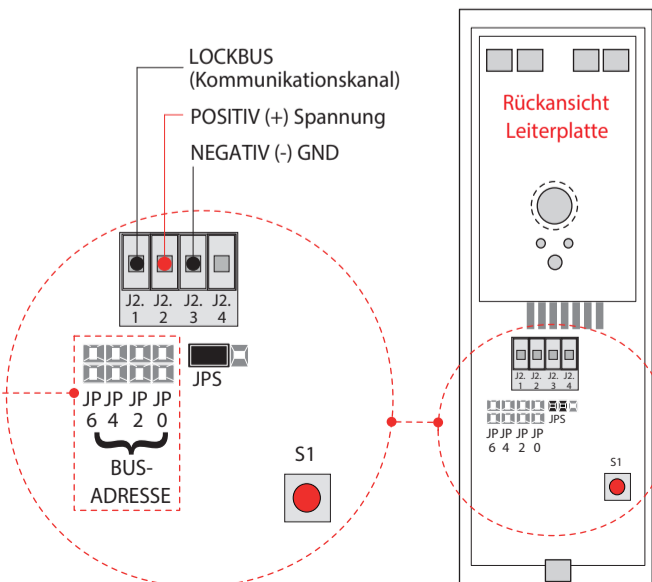 LOCKBUS
(Kommunikationskanal)
POSITIV (+) Spannung
NEGATIV (-) GND
J2. J2. J2. J2.
1 2 3 4
JPS
JP JP JP JP
6 4 2 0
BUS-
ADRESSE
S1
Rückansicht
Leiterplatte
J2. J2. J2. J2.
1 2 3 4
JPS
JP JP JP JP
6 4 2 0
S1